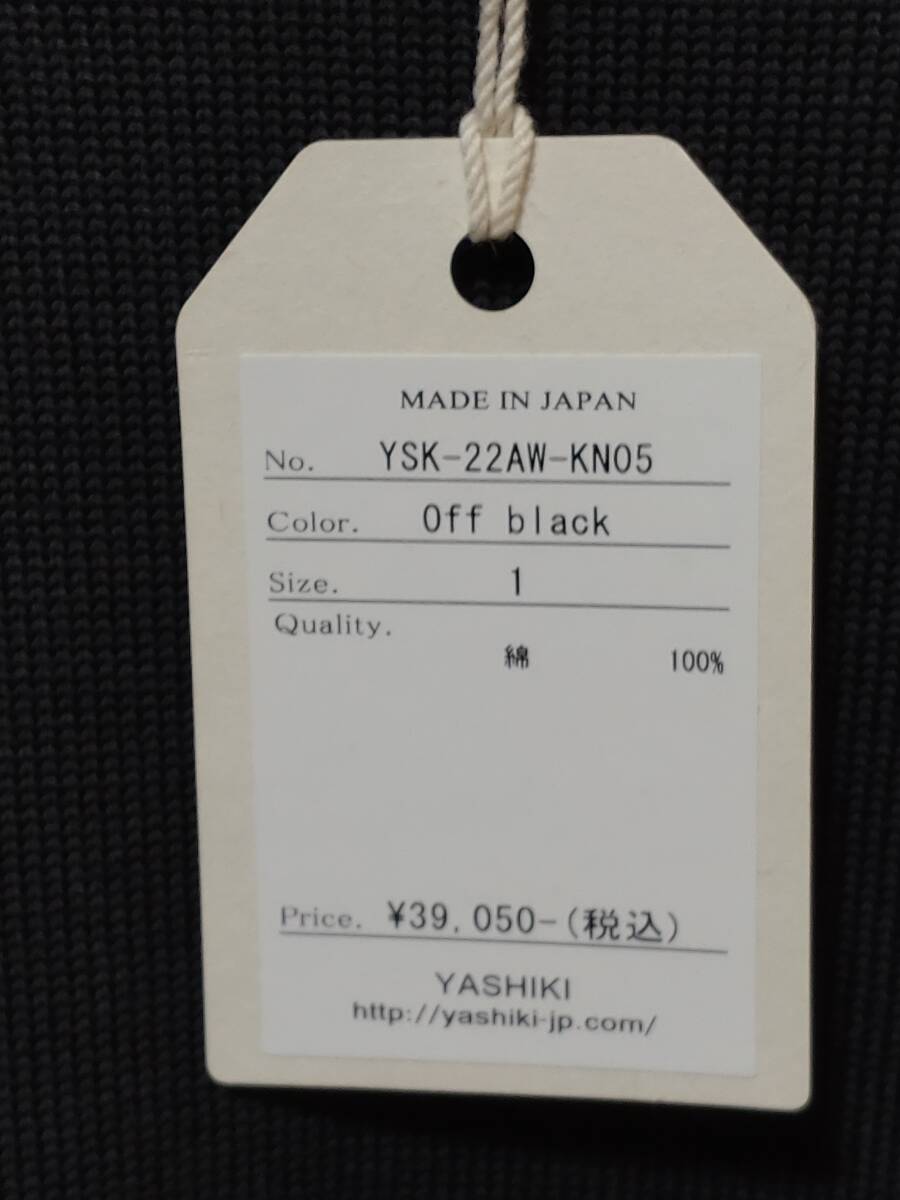 MADE IN JAPAN
No. YSK-22AW-KN05
Color. Off black
Size. 1
Quality.
綿 100%
Price. ¥39,050-(税込)
YASHIKI
http://yashiki-jp.com/